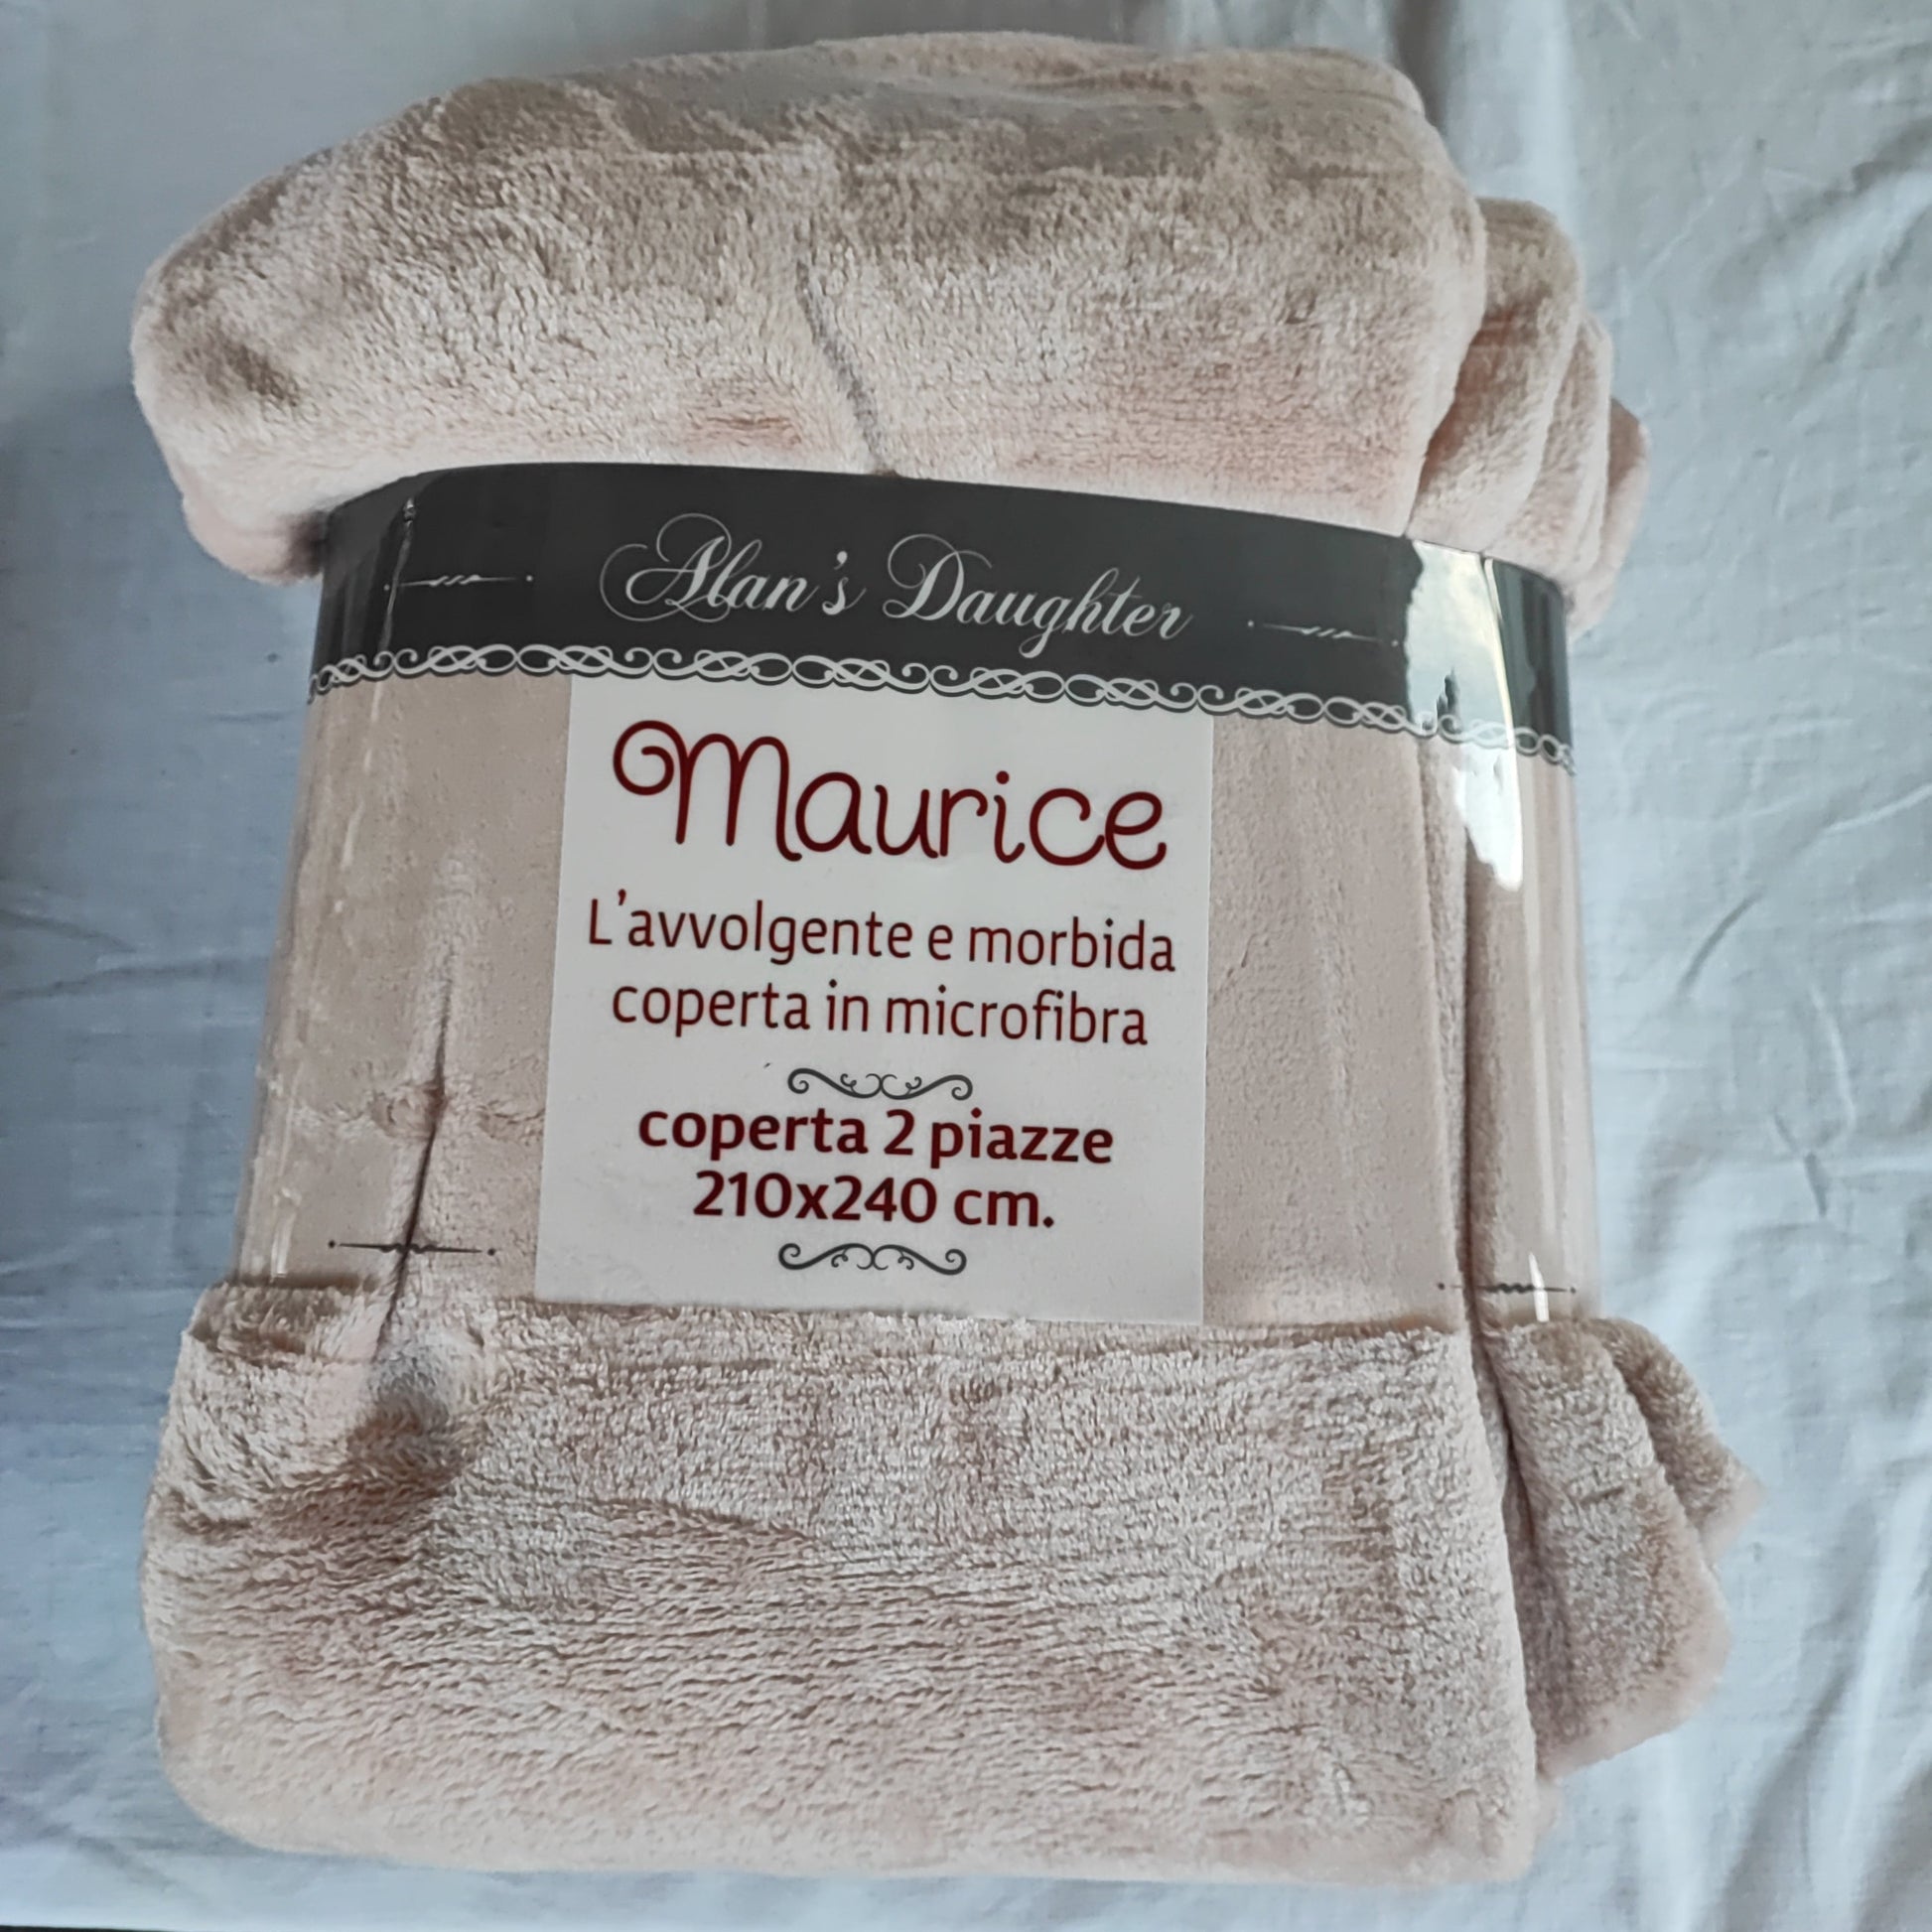 Alan's Daughter
Maurice
L'avvolgente e morbida
coperta in microfibra
coperta 2 piazze
210x240 cm.